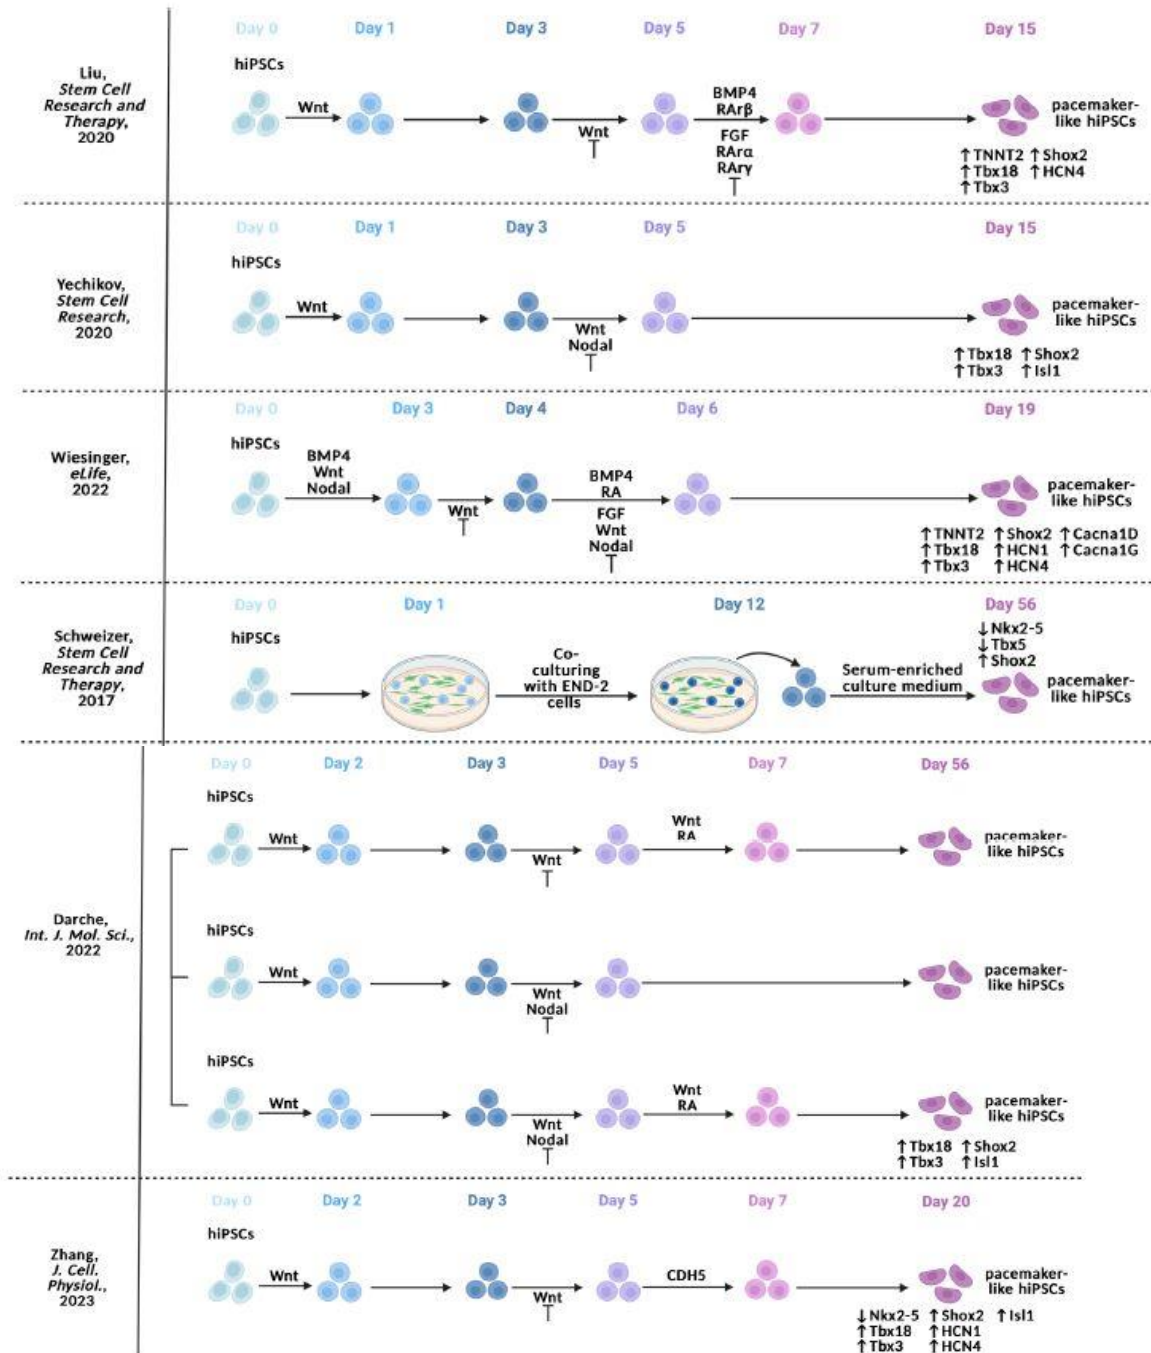 Day 0 Day 1 Day 3 Day 5 Day 7 Day 15
hiPSCs
Liu,
Stem Cell
Research and
Therapy,
2020
Wnt
Wnt
BMP4
RArβ
FGF
RArα
RArγ
pacemaker-
like hiPSCs
↑TNNT2 ↑Shox2
↑Tbx18 ↑HCN4
↑Tbx3
Day 0 Day 1 Day 3 Day 5 Day 15
hiPSCs
Yechikov,
Stem Cell
Research,
2020
Wnt
Wnt
Nodal
pacemaker-
like hiPSCs
↑Tbx18 ↑Shox2
↑Tbx3 ↑Isl1
Day 0 Day 3 Day 4 Day 6 Day 19
hiPSCs
Wiesinger,
eLife,
2022
BMP4
Wnt
Nodal
Wnt
BMP4
RA
FGF
Wnt
Nodal
pacemaker-
like hiPSCs
↑TNNT2 ↑Shox2 ↑Cacna1D
↑Tbx18 ↑HCN1 ↑Cacna1G
↑Tbx3 ↑HCN4
Day 0 Day 1 Day 12 Day 56
hiPSCs
Schweizer,
Stem Cell
Research and
Therapy,
2017
Co-
culturing
with END-2
cells
Serum-enriched
culture medium
↓Nkx2-5
↓Tbx5
↑Shox2
pacemaker-
like hiPSCs
Day 0 Day 2 Day 3 Day 5 Day 7 Day 56
hiPSCs
Wnt
Wnt
Wnt
RA
pacemaker-
like hiPSCs
Darche,
Int. J. Mol. Sci.,
2022
hiPSCs
Wnt
Wnt
Nodal
pacemaker-
like hiPSCs
hiPSCs
Wnt
Wnt
Nodal
Wnt
RA
pacemaker-
like hiPSCs
↑Tbx18 ↑Shox2
↑Tbx3 ↑Isl1
Day 0 Day 2 Day 3 Day 5 Day 7 Day 20
hiPSCs
Zhang,
J. Cell.
Physiol.,
2023
Wnt
Wnt
CDH5
pacemaker-
like hiPSCs
↓Nkx2-5 ↑Shox2 ↑Isl1
↑Tbx18 ↑HCN1
↑Tbx3 ↑HCN4